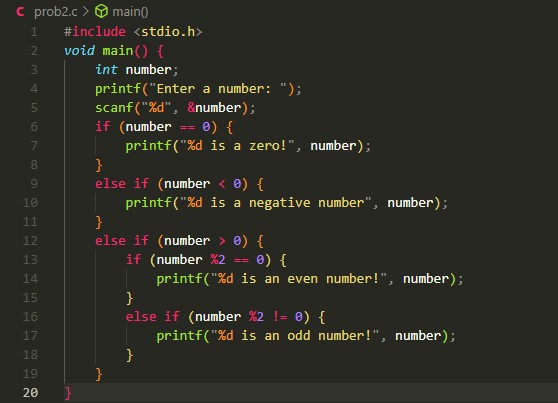 C prob2.c > main()
1 #include <stdio.h>
2 void main() {
3     int number;
4     printf("Enter a number: ");
5     scanf("%d", &number);
6     if (number == 0) {
7         printf("%d is a zero!", number);
8     }
9     else if (number < 0) {
10         printf("%d is a negative number", number);
11     }
12     else if (number > 0) {
13         if (number %2 == 0) {
14             printf("%d is an even number!", number);
15         }
16         else if (number %2 != 0) {
17             printf("%d is an odd number!", number);
18         }
19     }
20 }